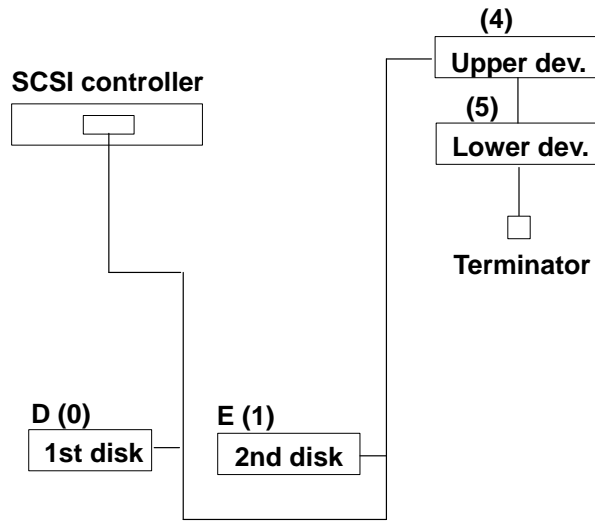 (4)
Upper dev.
SCSI controller
(5)
Lower dev.
Terminator
D (0)
1st disk
E (1)
2nd disk